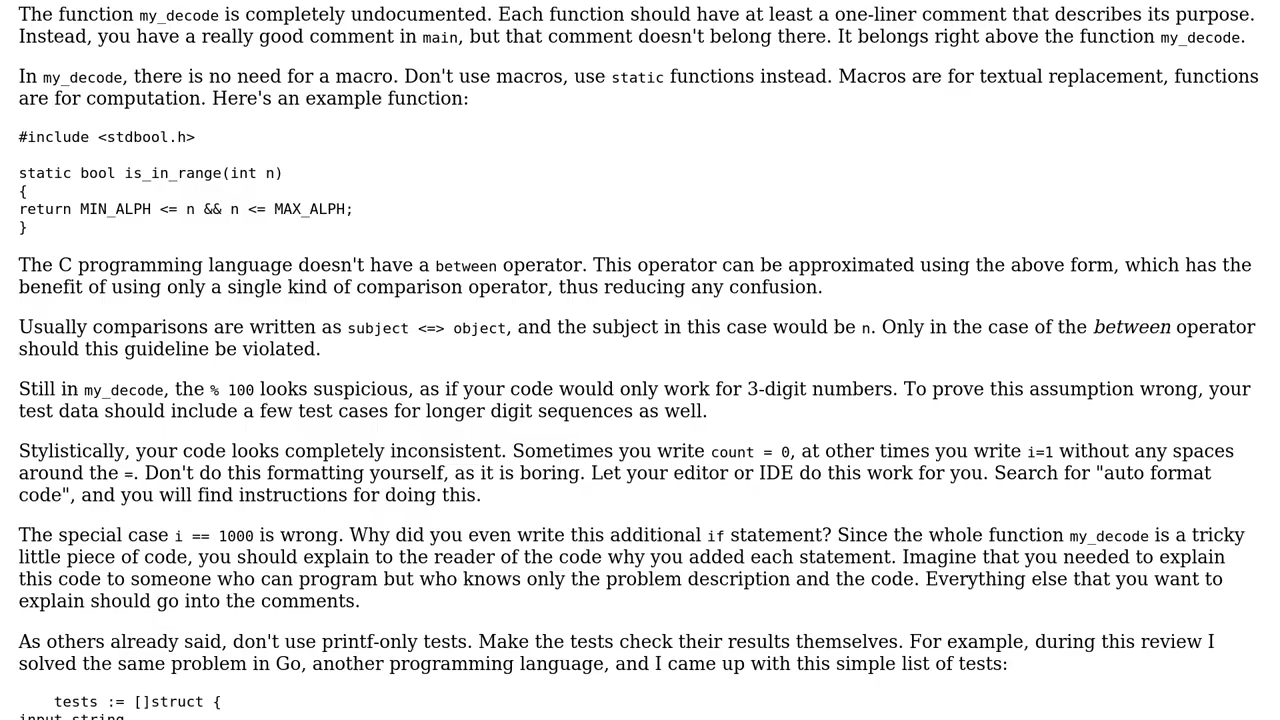 The function my_decode is completely undocumented. Each function should have at least a one-liner comment that describes its purpose.
Instead, you have a really good comment in main, but that comment doesn't belong there. It belongs right above the function my_decode.
In my_decode, there is no need for a macro. Don't use macros, use static functions instead. Macros are for textual replacement, functions
are for computation. Here's an example function:
#include <stdbool.h>
static bool is_in_range(int n)
{
return MIN_ALPH <= n && n <= MAX_ALPH;
}
The C programming language doesn't have a between operator. This operator can be approximated using the above form, which has the
benefit of using only a single kind of comparison operator, thus reducing any confusion.
Usually comparisons are written as subject <=> object, and the subject in this case would be n. Only in the case of the between operator
should this guideline be violated.
Still in my_decode, the % 100 looks suspicious, as if your code would only work for 3-digit numbers. To prove this assumption wrong, your
test data should include a few test cases for longer digit sequences as well.
Stylistically, your code looks completely inconsistent. Sometimes you write count = 0, at other times you write i=1 without any spaces
around the =. Don't do this formatting yourself, as it is boring. Let your editor or IDE do this work for you. Search for "auto format
code", and you will find instructions for doing this.
The special case i == 1000 is wrong. Why did you even write this additional if statement? Since the whole function my_decode is a tricky
little piece of code, you should explain to the reader of the code why you added each statement. Imagine that you needed to explain
this code to someone who can program but who knows only the problem description and the code. Everything else that you want to
explain should go into the comments.
As others already said, don't use printf-only tests. Make the tests check their results themselves. For example, during this review I
solved the same problem in Go, another programming language, and I came up with this simple list of tests:
tests := []struct {
input string